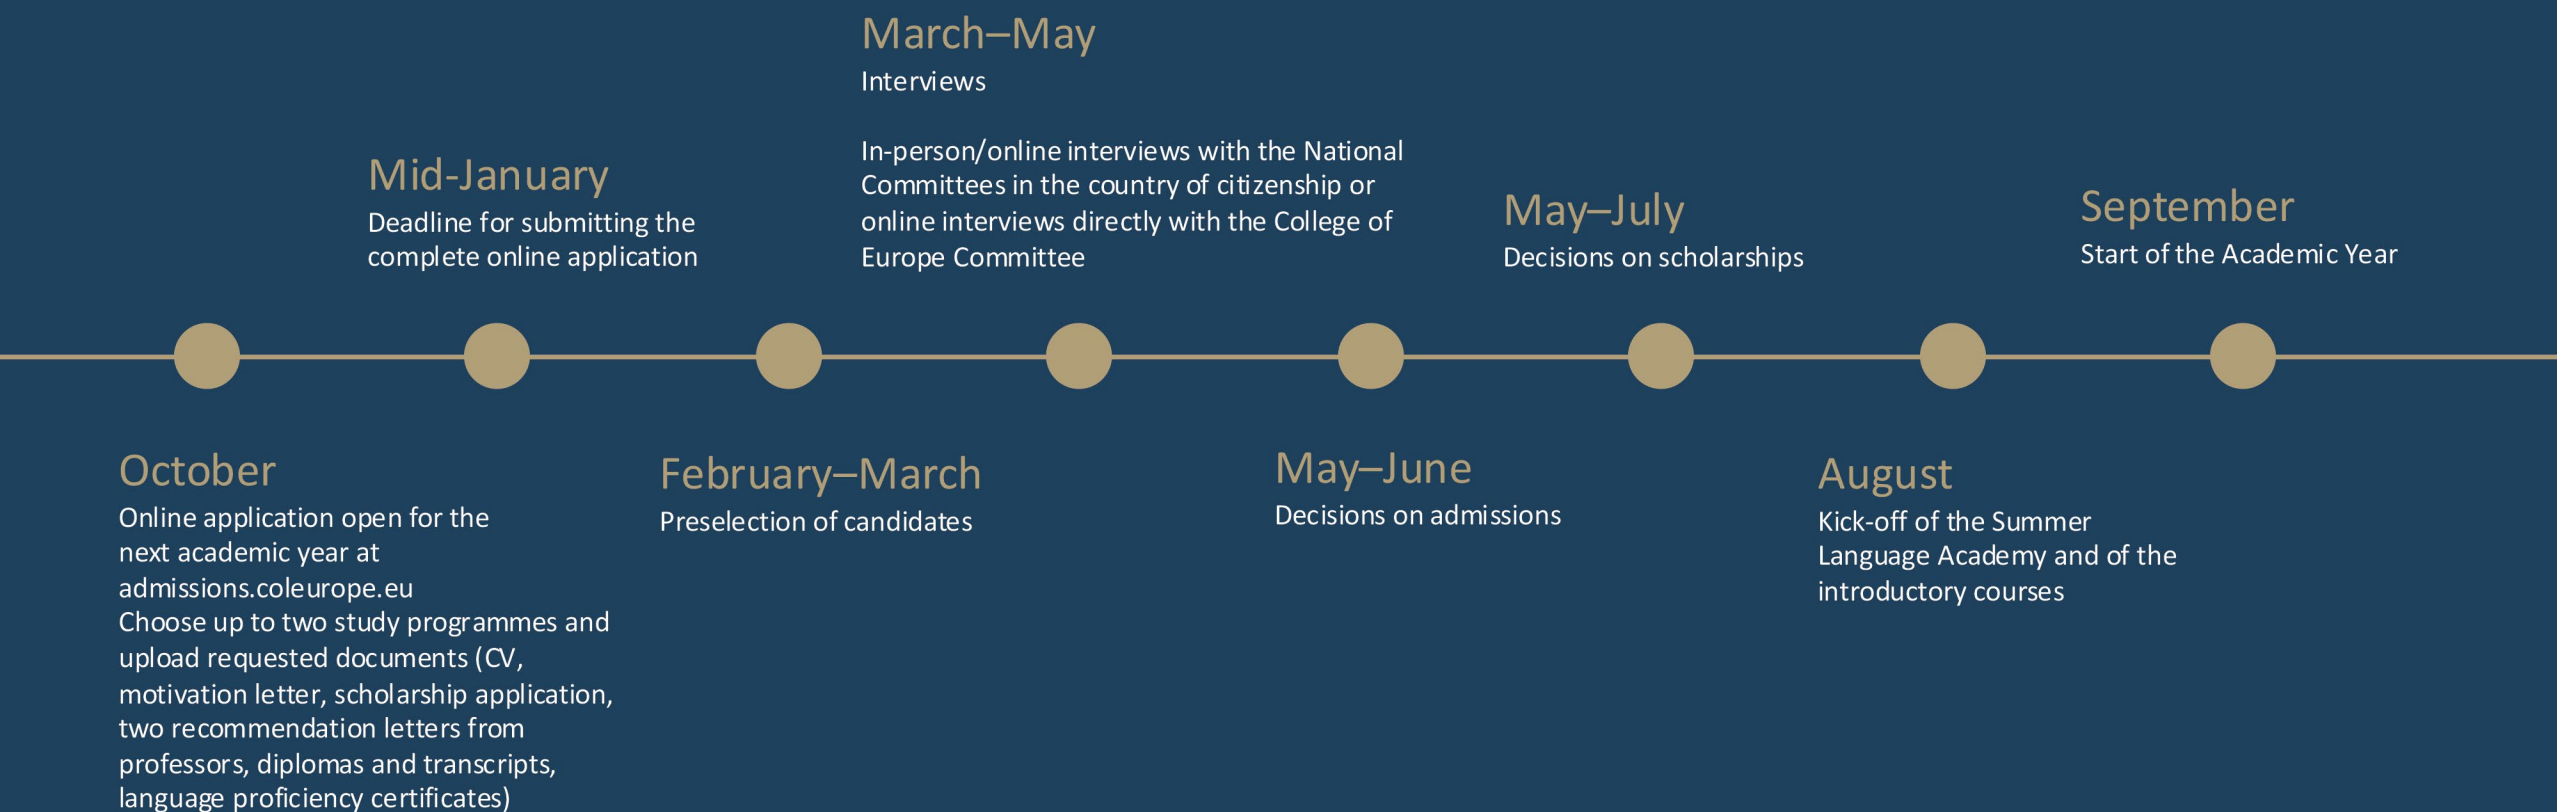 October
Online application open for the
next academic year at
admissions.coleurope.eu
Choose up to two study programmes and
upload requested documents (CV,
motivation letter, scholarship application,
two recommendation letters from
professors, diplomas and transcripts,
language proficiency certificates)
Mid-January
Deadline for submitting the
complete online application
February–March
Preselection of candidates
March–May
Interviews
In-person/online interviews with the National
Committees in the country of citizenship or
online interviews directly with the College of
Europe Committee
May–June
Decisions on admissions
May–July
Decisions on scholarships
August
Kick-off of the Summer
Language Academy and of the
introductory courses
September
Start of the Academic Year